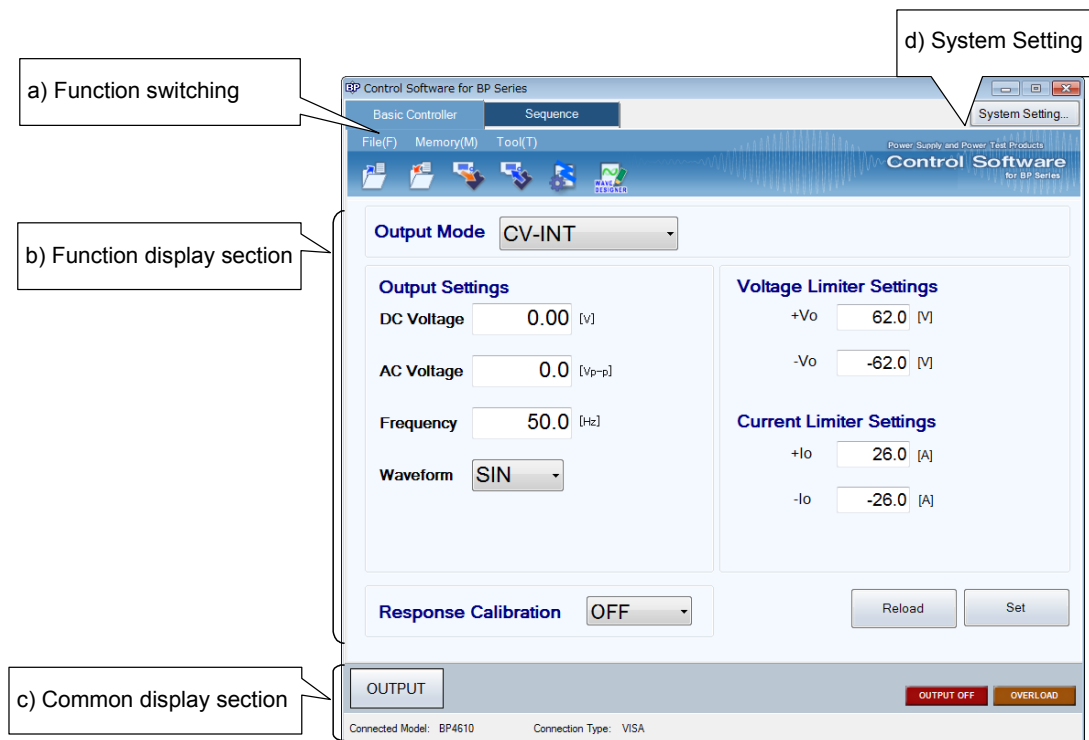 d) System Setting
a) Function switching
BP Control Software for BP Series
Basic Controller
Sequence
System Setting...
File(F) Memory(M) Tool(T)
Power Supply and Power Test Products
Control Software
for BP Series
WAVE
DESIGNER
b) Function display section
Output Mode CV-INT
Output Settings
DC Voltage 0.00 [V]
AC Voltage 0.0 [Vp-p]
Frequency 50.0 [Hz]
Waveform SIN
Voltage Limiter Settings
+Vo 62.0 [V]
-Vo -62.0 [V]
Current Limiter Settings
+Io 26.0 [A]
-Io -26.0 [A]
Response Calibration OFF
Reload
Set
c) Common display section
OUTPUT
OUTPUT OFF
OVERLOAD
Connected Model: BP4610
Connection Type: VISA